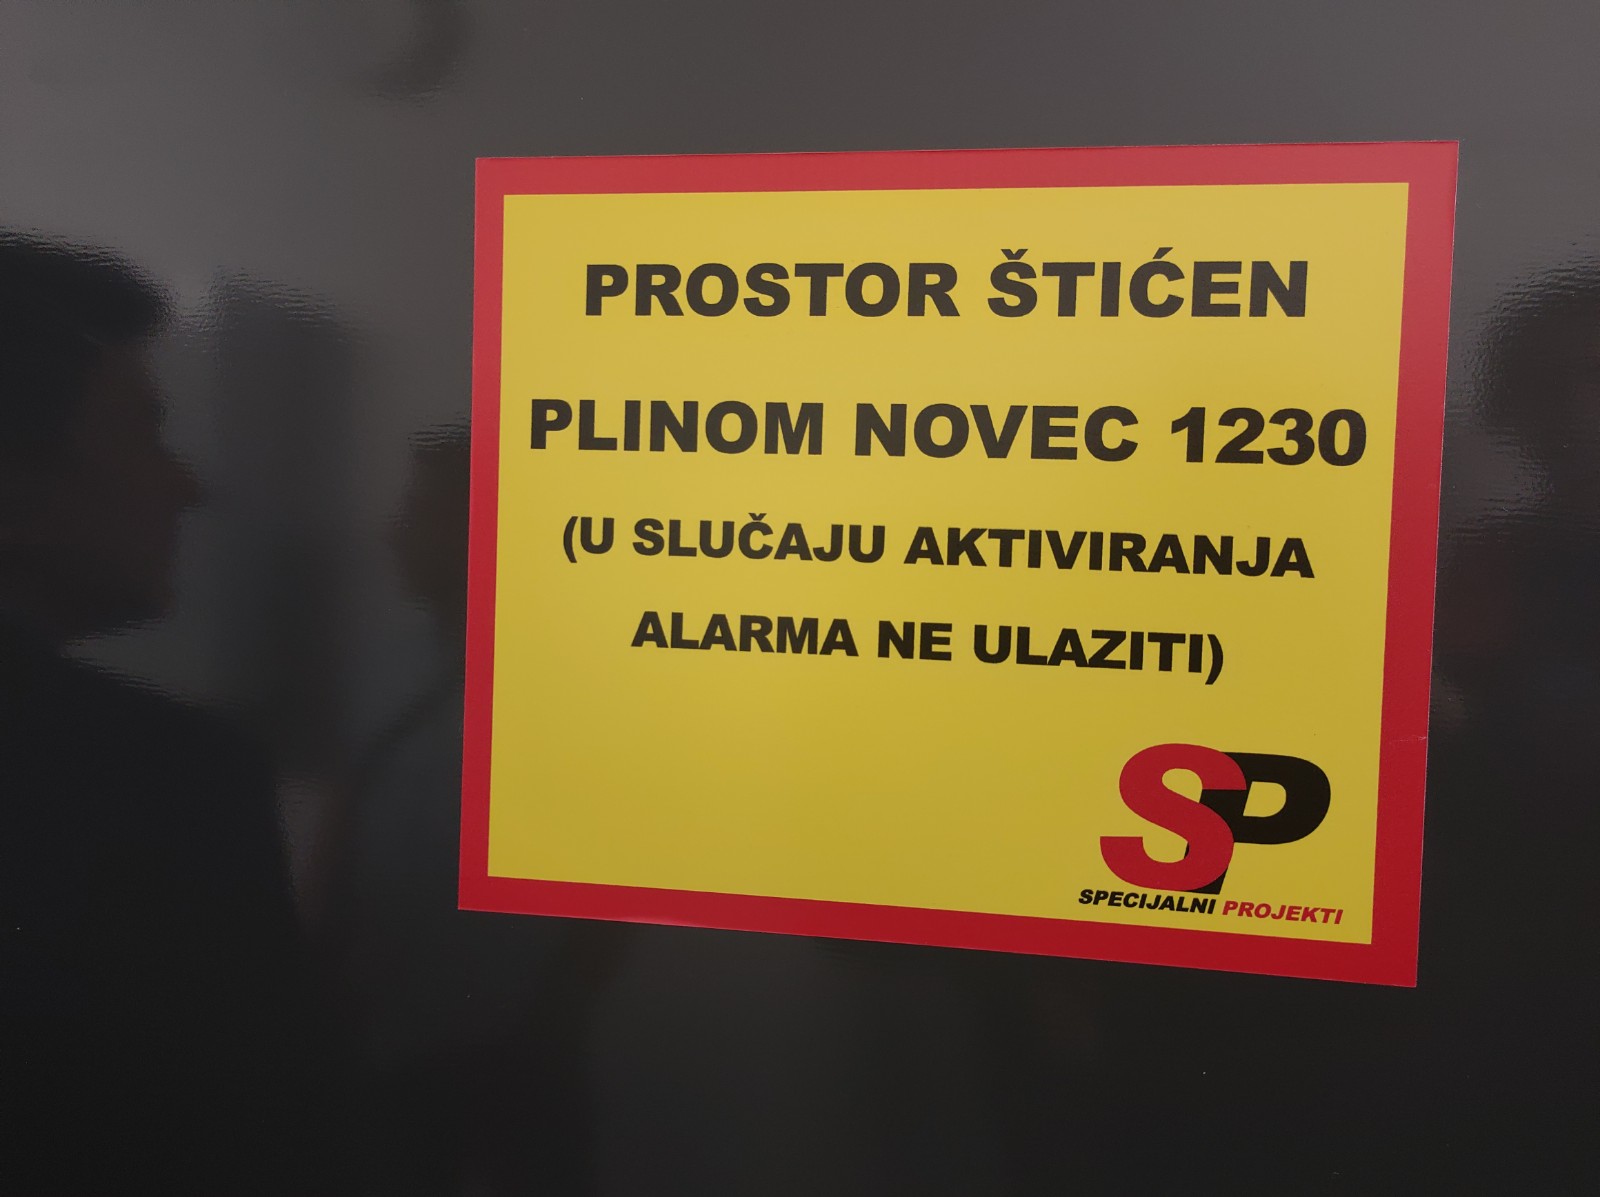 PROSTOR ŠTIĆEN
PLINOM NOVEC 1230
(U SLUČAJU AKTIVIRANJA
ALARMA NE ULAZITI)
SP
SPECIJALNI PROJEKTI